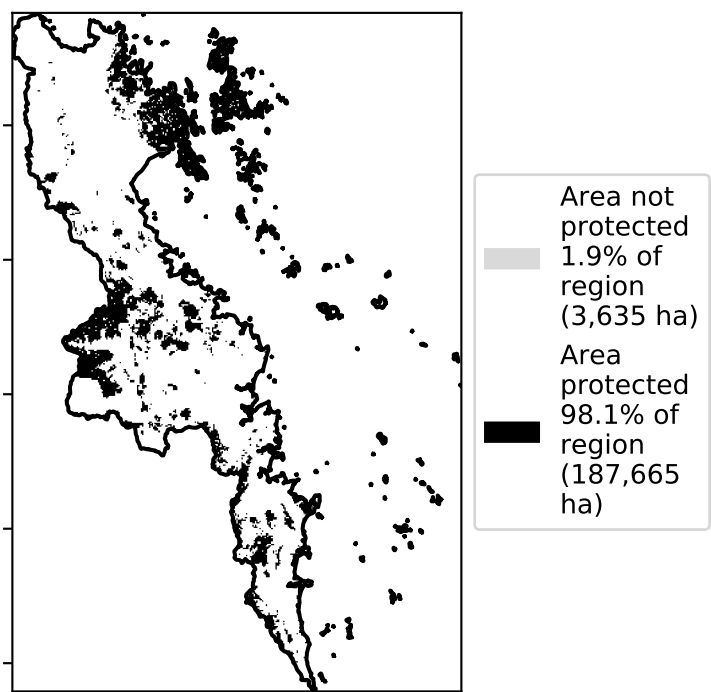 Area not
protected
1.9% of
region
(3,635 ha)
Area
protected
98.1% of
region
(187,665
ha)